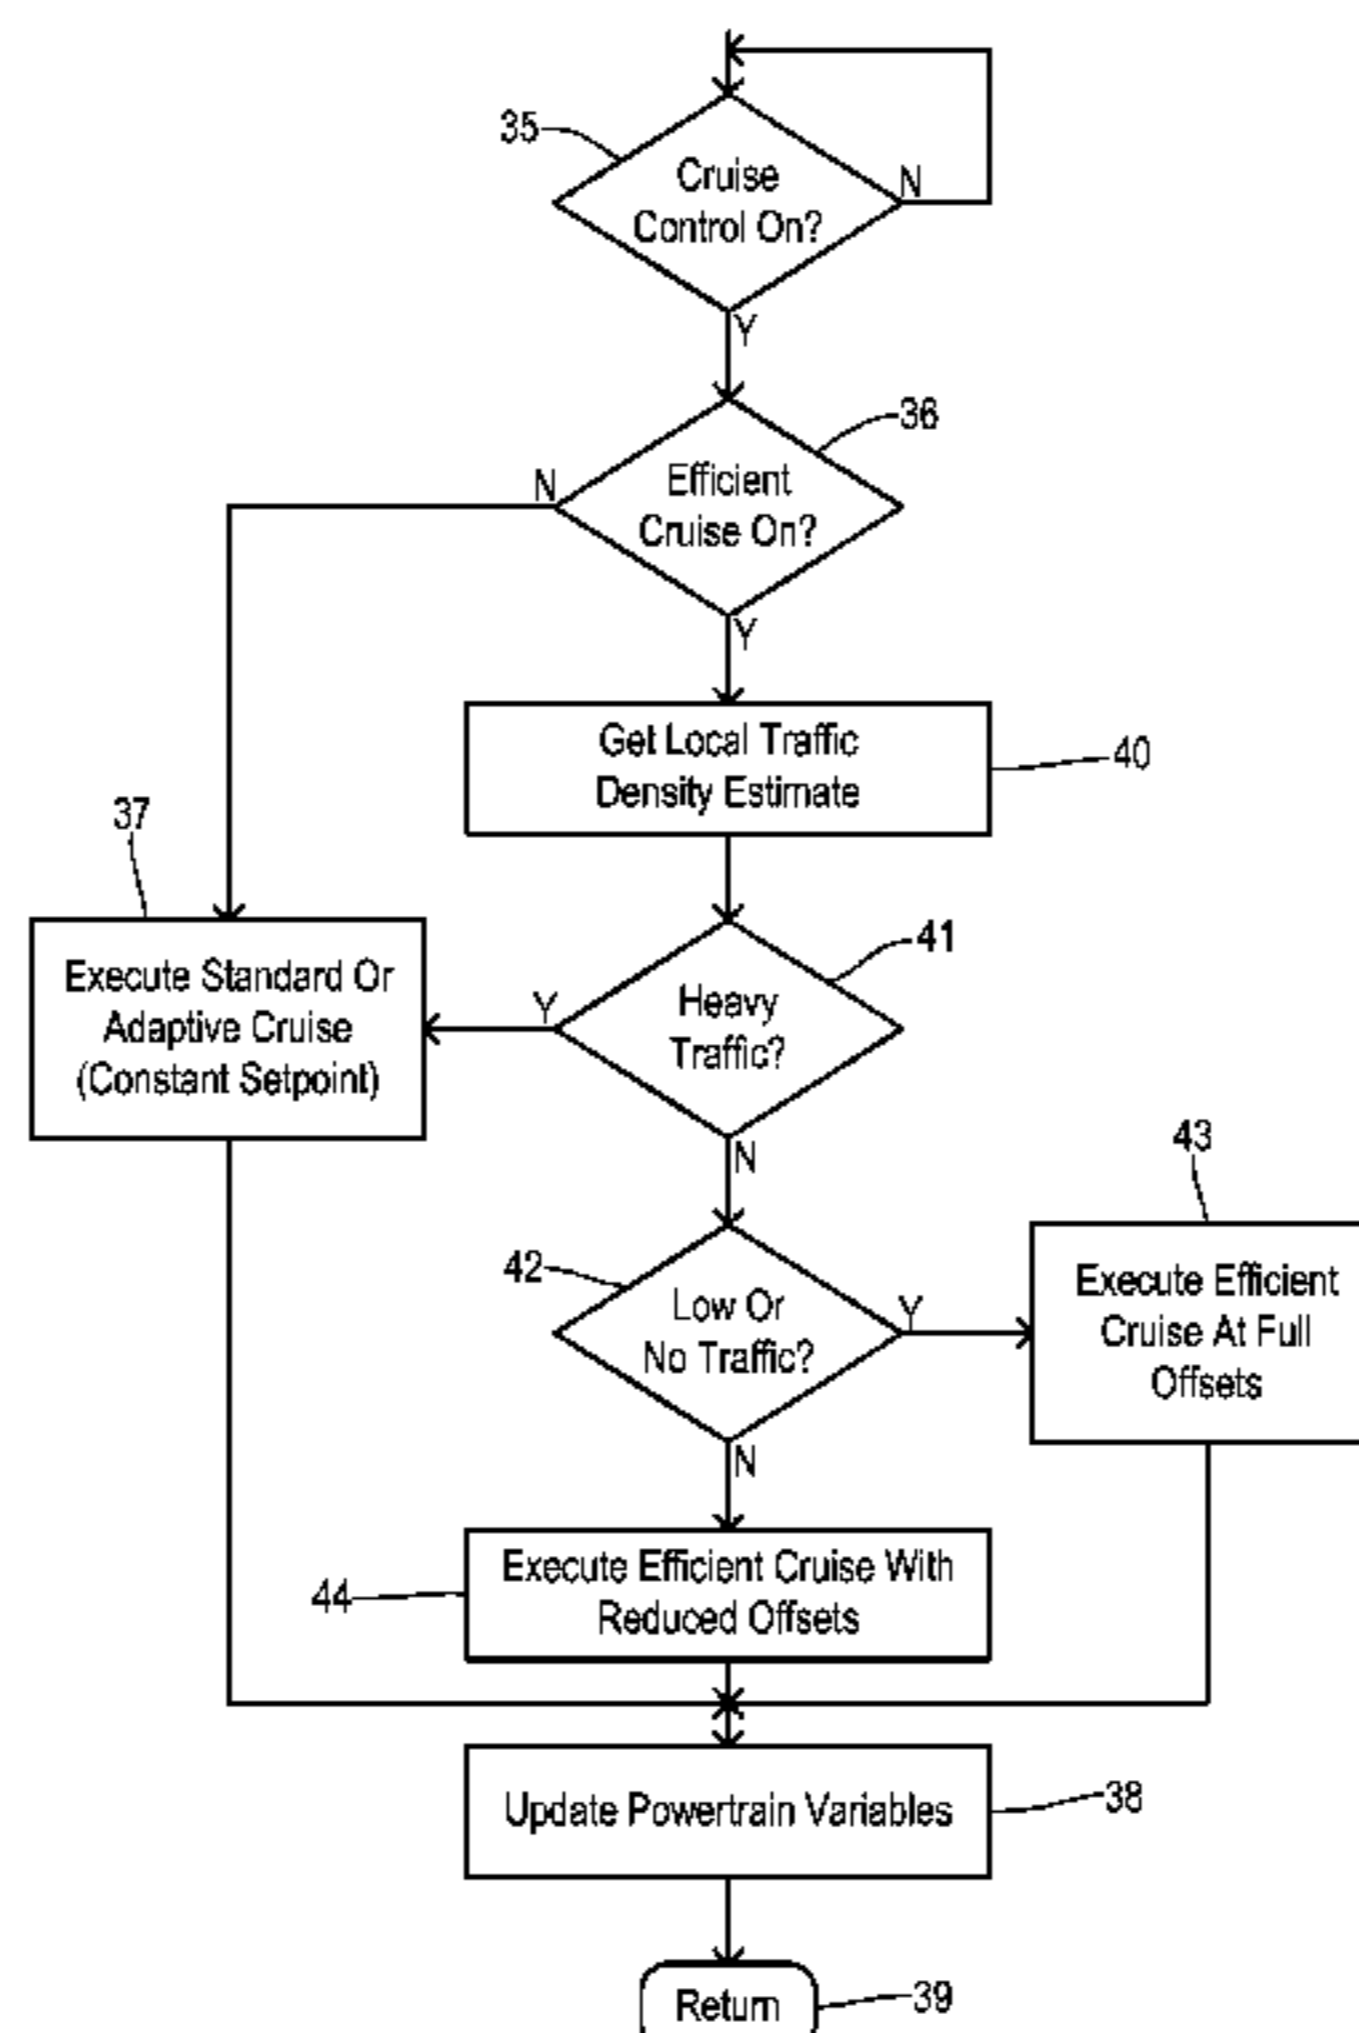 35
Cruise
Control On?
N
Y
36
Efficient
Cruise On?
N
Y
Get Local Traffic
Density Estimate
40
37
Execute Standard Or
Adaptive Cruise
(Constant Setpoint)
41
Heavy
Traffic?
Y
N
42
Low Or
No Traffic?
Y
N
43
Execute Efficient
Cruise At Full
Offsets
44
Execute Efficient Cruise With
Reduced Offsets
Update Powertrain Variables
38
Return
39